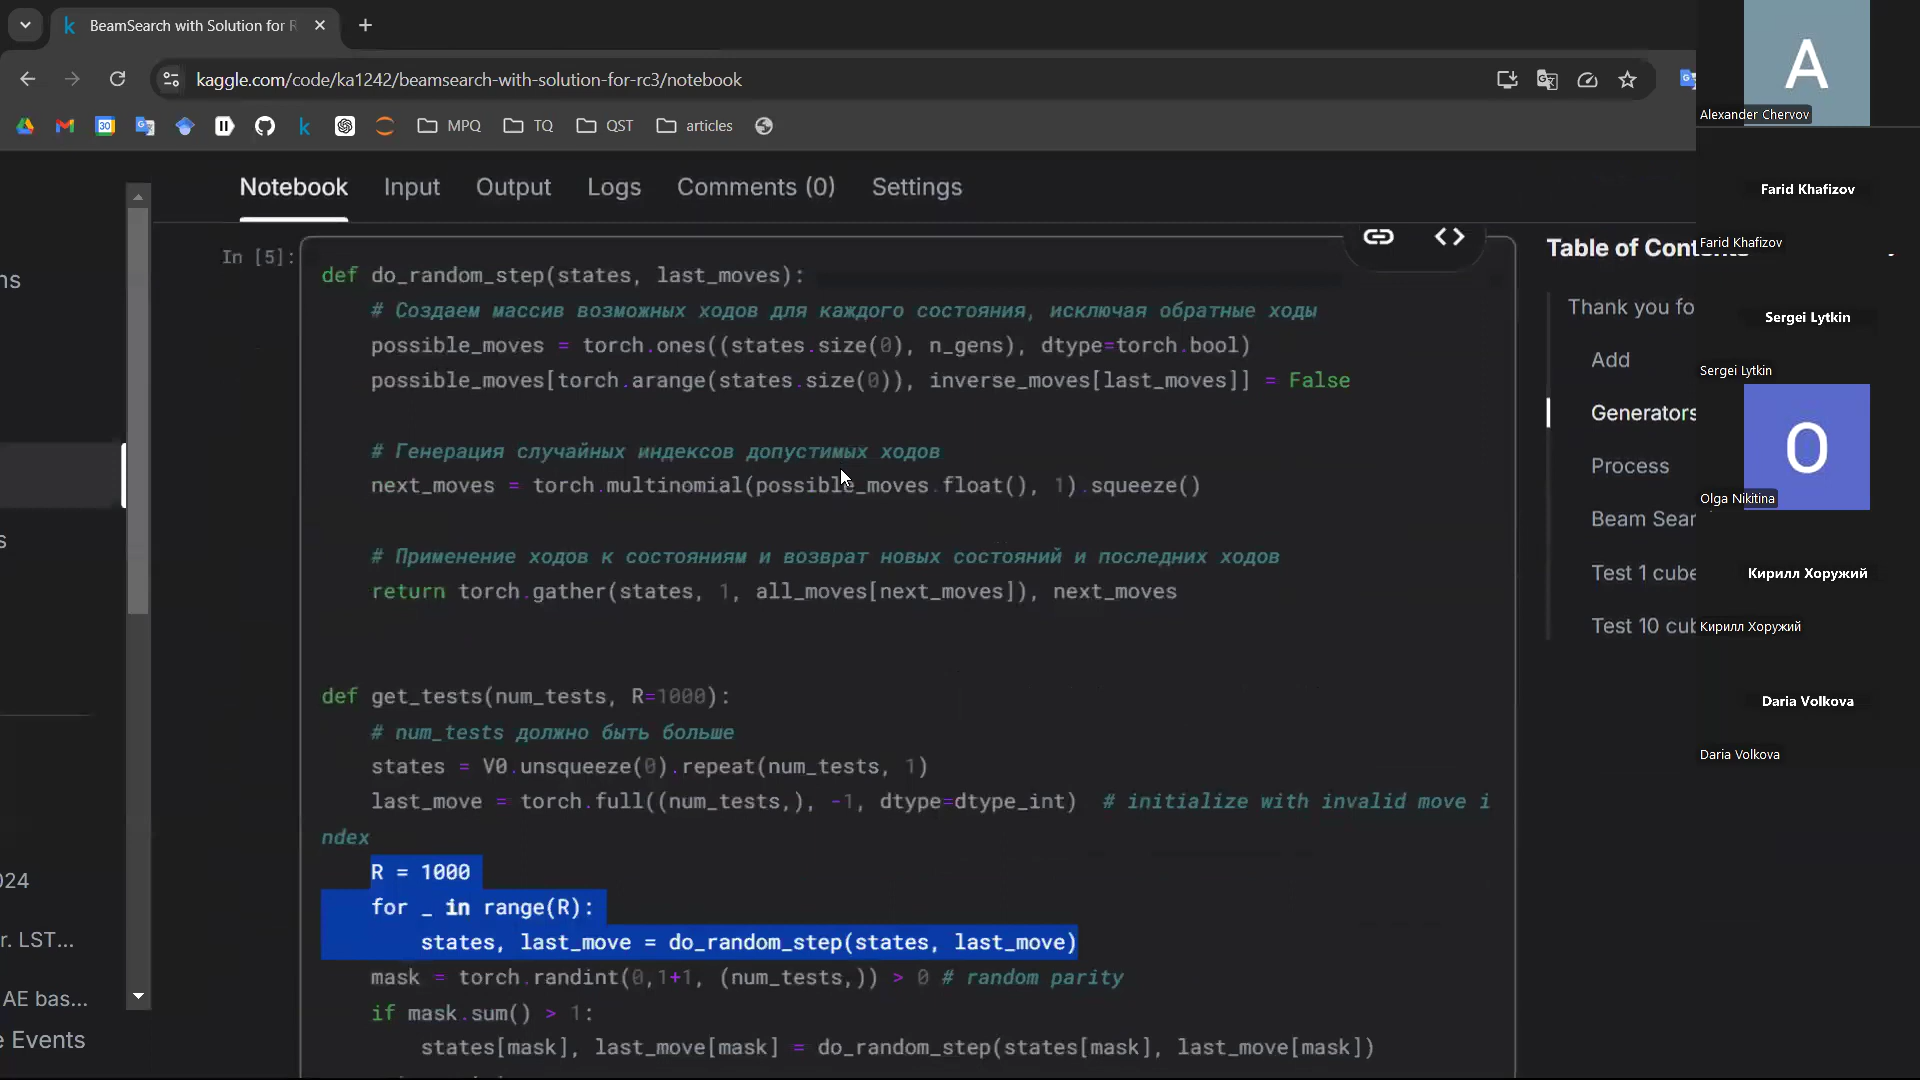 BeamSearch with Solution for R
kaggle.com/code/ka1242/beamsearch-with-solution-for-rc3/notebook
MPQ TQ QST articles
Notebook Input Output Logs Comments (0) Settings
In [5]:
def do_random_step(states, last_moves):
# Создаем массив возможных ходов для каждого состояния, исключая обратные ходы
possible_moves = torch.ones((states.size(0), n_gens), dtype=torch.bool)
possible_moves[torch.arange(states.size(0)), inverse_moves[last_moves]] = False
# Генерация случайных индексов допустимых ходов
next_moves = torch.multinomial(possible_moves.float(), 1).squeeze()
# Применение ходов к состояниям и возврат новых состояний и последних ходов
return torch.gather(states, 1, all_moves[next_moves]), next_moves
def get_tests(num_tests, R=1000):
# num_tests должно быть больше
states = V0.unsqueeze(0).repeat(num_tests, 1)
last_move = torch.full((num_tests,), -1, dtype=dtype_int) # initialize with invalid move i
ndex
R = 1000
for _ in range(R):
states, last_move = do_random_step(states, last_move)
mask = torch.randint(0,1+1, (num_tests,)) > 0 # random parity
if mask.sum() > 1:
states[mask], last_move[mask] = do_random_step(states[mask], last_move[mask])
Table of Contents
Thank you fo
Add
Generators
Process
Beam Sear
Test 1 cube
Test 10 cub
ns
s
024
r. LST...
AE bas...
e Events
A
Alexander Chervov
Farid Khafizov
Farid Khafizov
Sergei Lytkin
Sergei Lytkin
O
Olga Nikitina
Кирилл Хоружий
Кирилл Хоружий
Daria Volkova
Daria Volkova